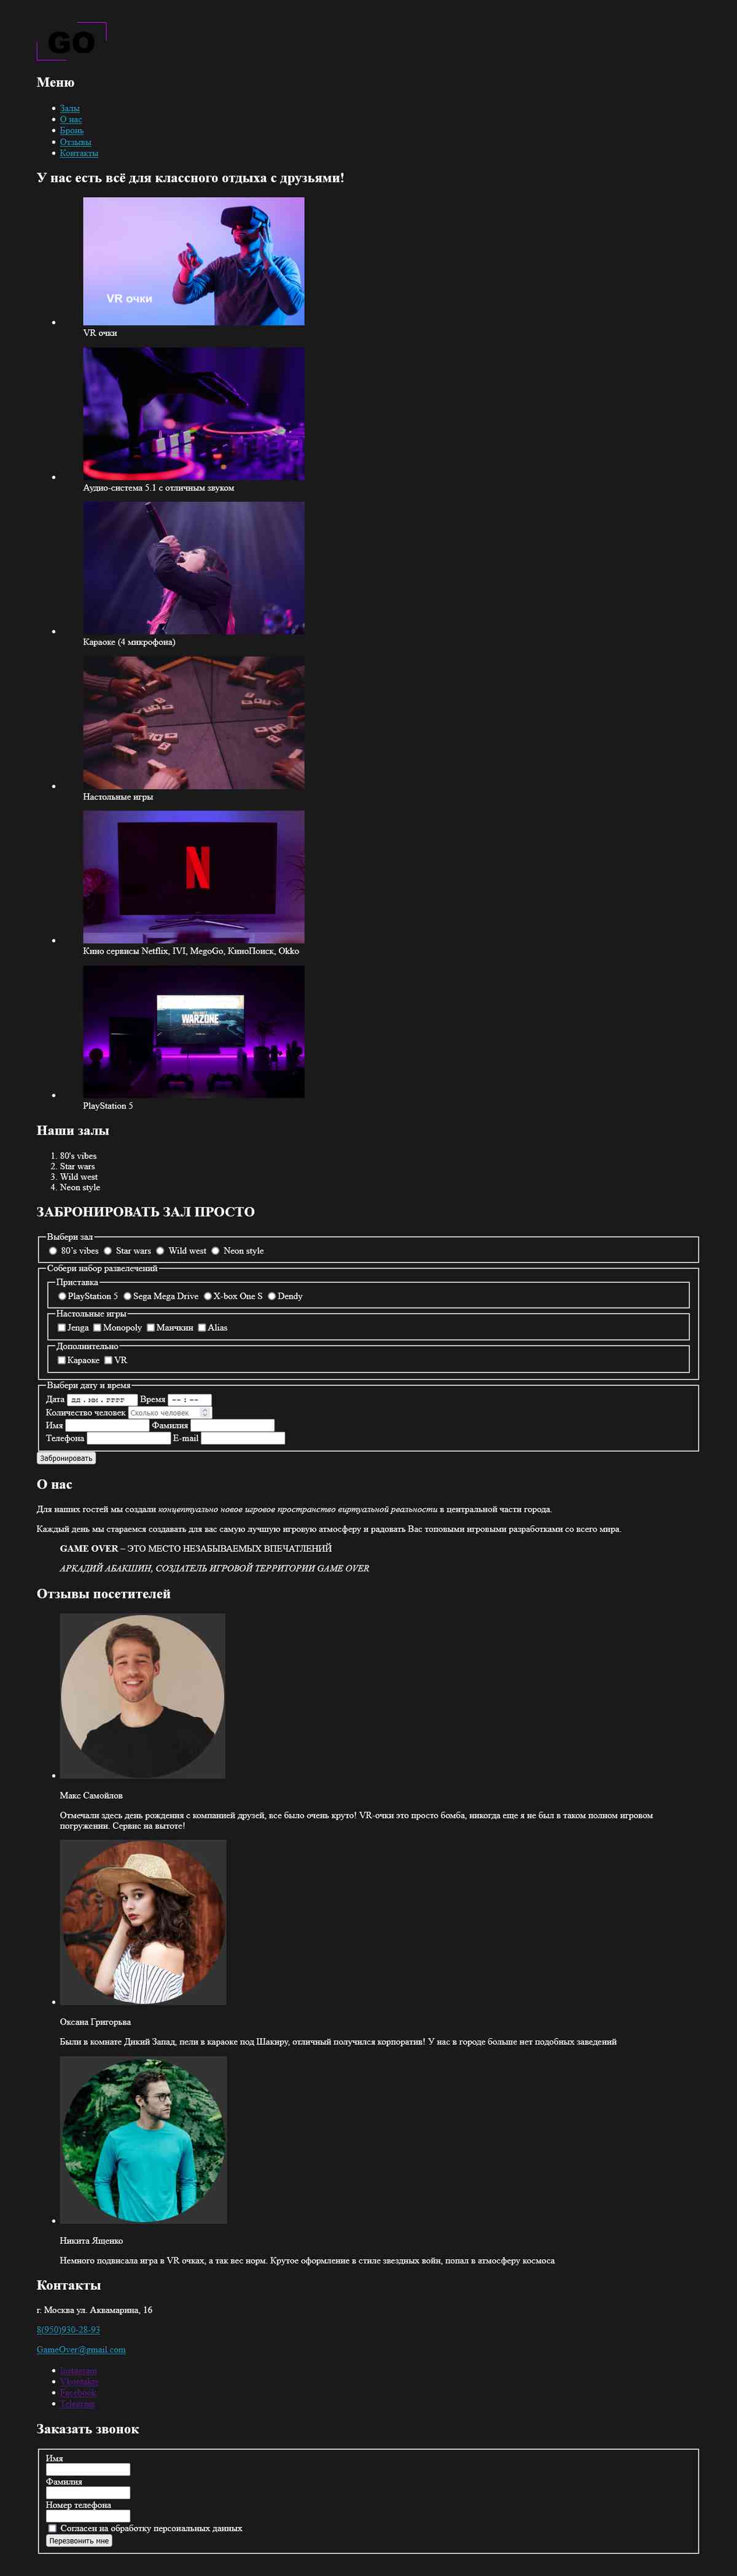 GO
Меню
Залы
О нас
Бронь
Отзывы
Контакты
У нас есть всё для классного отдыха с друзьями!
VR очки
VR очки
Аудио-система 5.1 с отличным звуком
Караоке (4 микрофона)
Настольные игры
N
Кино сервисы Netflix, IVI, MegoGo, КиноПоиск, Okko
WARZONE
PlayStation 5
Наши залы
1. 80's vibes
2. Star wars
3. Wild west
4. Neon style
ЗАБРОНИРОВАТЬ ЗАЛ ПРОСТО
Выбери зал
80's vibes Star wars Wild west Neon style
Собери набор развелечений
Приставка
PlayStation 5 Sega Mega Drive X-box One S Dendy
Настольные игры
Jenga Monopoly Манчкин Alias
Дополнительно
Караоке VR
Выбери дату и время
Дата дд.мм.гггг Время --:--
Количество человек Сколько человек
Имя Фамилия
Телефона E-mail
Забронировать
О нас
Для наших гостей мы создали концептуально новое игровое пространство виртуальной реальности в центральной части города.
Каждый день мы стараемся создавать для вас самую лучшую игровую атмосферу и радовать Вас топовыми игровыми разработками со всего мира.
GAME OVER – ЭТО МЕСТО НЕЗАБЫВАЕМЫХ ВПЕЧАТЛЕНИЙ
АРКАДИЙ АБАКШИН, СОЗДАТЕЛЬ ИГРОВОЙ ТЕРРИТОРИИ GAME OVER
Отзывы посетителей
Макс Самойлов
Отмечали здесь день рождения с компанией друзей, все было очень круто! VR-очки это просто бомба, никогда еще я не был в таком полном игровом
погружении. Сервис на вытоте!
Оксана Григорьва
Были в комнате Дикий Запад, пели в караоке под Шакиру, отличный получился корпоратив! У нас в городе больше нет подобных заведений
Никита Ященко
Немного подвисала игра в VR очках, а так вес норм. Крутое оформление в стиле звездных войн, попал в атмосферу космоса
Контакты
г. Москва ул. Аквамарина, 16
8(950)930-28-93
GameOver@gmail.com
Instagram
Vkontakte
Facebook
Telegram
Заказать звонок
Имя
Фамилия
Номер телефона
Согласен на обработку персональных данных
Перезвонить мне